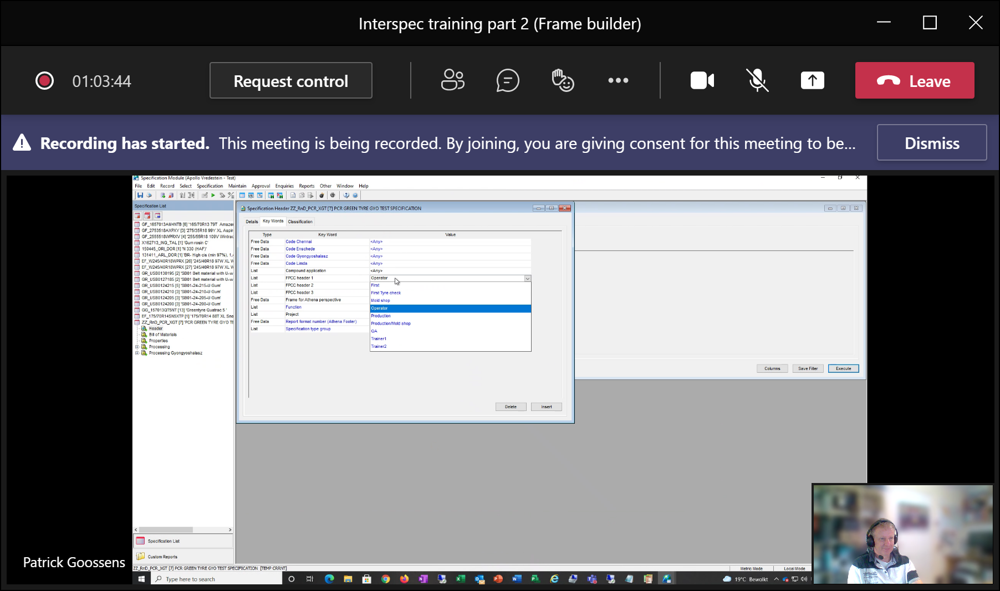 Interspec training part 2 (Frame builder)
01:03:44
Request control
Leave
Recording has started. This meeting is being recorded. By joining, you are giving consent for this meeting to be...
Dismiss
Specification Module (Apollo Vredestein - Test)
File Edit Record Select Specification Maintain Approval Enquiries Reports Other Window Help
Specification List
GF_1657013AM4NTB [6] '165/70R13 79T Amazer
GF_2753518AXPXY [3] '275/35R18 99Y XL Aspir
GF_2555518WPRXV [4] '255/55R18 109V Wintrac
X162713_ING_TAL [1] 'Gum rosin C'
150445_ORI_DOR [1] 'N 330 (HAF)'
131411_ARL_DOR [1] 'BR- High cis (min 97%), 1,
EF_W245/40R18WPRX [26] '245/40R18 97W XL W
EF_W245/40R18WPRX [27] '245/40R18 97W XL W
GR_USB0130195 [2] 'SB01 Belt material with U-w
GR_USB0127185 [2] 'SB01 Belt material with U-w
GR_USB0124215 [5] 'SB01-24-215-U Gum'
GR_USB0124210 [3] 'SB01-24-210-U Gum'
GR_USB0124205 [3] 'SB01-24-205-U Gum'
GR_USB0124200 [3] 'SB01-24-200-U Gum'
GG_157013QT5NT [13] 'Greentyre Quatrac 5 '
EF_175/70R14SN5XTP [1] '175/70R14 88T XL Sno
ZZ_RnD_PCR_XGT [7] 'PCR GREEN TYRE GYO TE
Header
Bill of Materials
Properties
Processing
Processing Gyongyoshalasz
Specification Header ZZ_RnD_PCR_XGT [7] PCR GREEN TYRE GYO TEST SPECIFICATION
Details Key Words Classification
Type Key Word Value
Free Data Code Chennai <Any>
Free Data Code Enschede <Any>
Free Data Code Gyongyoshalasz <Any>
Free Data Code Limda <Any>
List Compound application <Any>
List FPCC header 1 Operator
List FPCC header 2
List FPCC header 3
Free Data Frame for Athena perspective
List Function
List Project
Free Data Report format number (Athena Footer)
List Specification type group
First
First Tyre check
Mold shop
Operator
Production
Production/Mold shop
QA
Trainer1
Trainer2
Delete Insert
Columns Save Filter Execute
Specification List
Custom Reports
Patrick Goossens
ZZ_RnD_PCR_XGT [7] PCR GREEN TYRE GYO TEST SPECIFICATION [TEMP CRRNT]
Metric Mode Local Mode
Type here to search
19°C Bewolkt